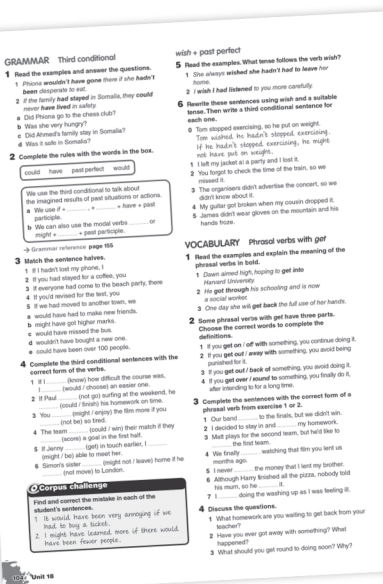 GRAMMAR Third conditional
1 Read the examples and answer the questions.
1 Phiona wouldn't have gone there if she hadn't
been desperate to eat.
2 If the family had stayed in Somalia, they could
never have lived in safety.
a Did Phiona go to the chess club?
b Was she very hungry?
c Did Ahmed's family stay in Somalia?
d Was it safe in Somalia?
2 Complete the rules with the words in the box.
could have past perfect would
We use the third conditional to talk about
the imagined results of past situations or actions.
a We use if + ____, + ____ + have + past
participle.
b We can also use the modal verbs ____ or
might + ____ + past participle.
→ Grammar reference page 155
3 Match the sentence halves.
1 If I hadn't lost my phone, I
2 If you had stayed for a coffee, you
3 If everyone had come to the beach party, there
4 If you'd revised for the test, you
5 If we had moved to another town, we
a would have had to make new friends.
b might have got higher marks.
c would have missed the bus.
d wouldn't have bought a new one.
e could have been over 100 people.
4 Complete the third conditional sentences with the
correct form of the verbs.
1 If I ____ (know) how difficult the course was,
I ____ (would / choose) an easier one.
2 If Paul ____ (not go) surfing at the weekend, he
____ (could / finish) his homework on time.
3 You ____ (might / enjoy) the film more if you
____ (not be) so tired.
4 The team ____ (could / win) their match if they
____ (score) a goal in the first half.
5 If Jenny ____ (get) in touch earlier, I ____
(might / be) able to meet her.
6 Simon's sister ____ (might not / leave) home if he
____ (not move) to London.
Corpus challenge
Find and correct the mistake in each of the
student's sentences.
1 It would have been very annoying if we
had to buy a ticket.
2 I might have learned more if there would
have been fewer people.
104 Unit 18
wish + past perfect
5 Read the examples. What tense follows the verb wish?
1 She always wished she hadn't had to leave her
home.
2 I wish I had listened to you more carefully.
6 Rewrite these sentences using wish and a suitable
tense. Then write a third conditional sentence for
each one.
0 Tom stopped exercising, so he put on weight.
Tom wished he hadn't stopped exercising.
If he hadn't stopped exercising, he might
not have put on weight.
1 I left my jacket at a party and I lost it.
2 You forgot to check the time of the train, so we
missed it.
3 The organisers didn't advertise the concert, so we
didn't know about it.
4 My guitar got broken when my cousin dropped it.
5 James didn't wear gloves on the mountain and his
hands froze.
VOCABULARY Phrasal verbs with get
1 Read the examples and explain the meaning of the
phrasal verbs in bold.
1 Dawn aimed high, hoping to get into
Harvard University.
2 He got through his schooling and is now
a social worker.
3 One day she will get back the full use of her hands.
2 Some phrasal verbs with get have three parts.
Choose the correct words to complete the
definitions.
1 If you get on / off with something, you continue doing it.
2 If you get out / away with something, you avoid being
punished for it.
3 If you get out / back of something, you avoid doing it.
4 If you get over / round to something, you finally do it,
after intending to for a long time.
3 Complete the sentences with the correct form of a
phrasal verb from exercise 1 or 2.
1 Our band ____ to the finals, but we didn't win.
2 I decided to stay in and ____ my homework.
3 Matt plays for the second team, but he'd like to
____ the first team.
4 We finally ____ watching that film you lent us
months ago.
5 I never ____ the money that I lent my brother.
6 Although Harry finished all the pizza, nobody told
his mum, so he ____ it.
7 I ____ doing the washing up as I was feeling ill.
4 Discuss the questions.
1 What homework are you waiting to get back from your
teacher?
2 Have you ever got away with something? What
happened?
3 What should you get round to doing soon? Why?